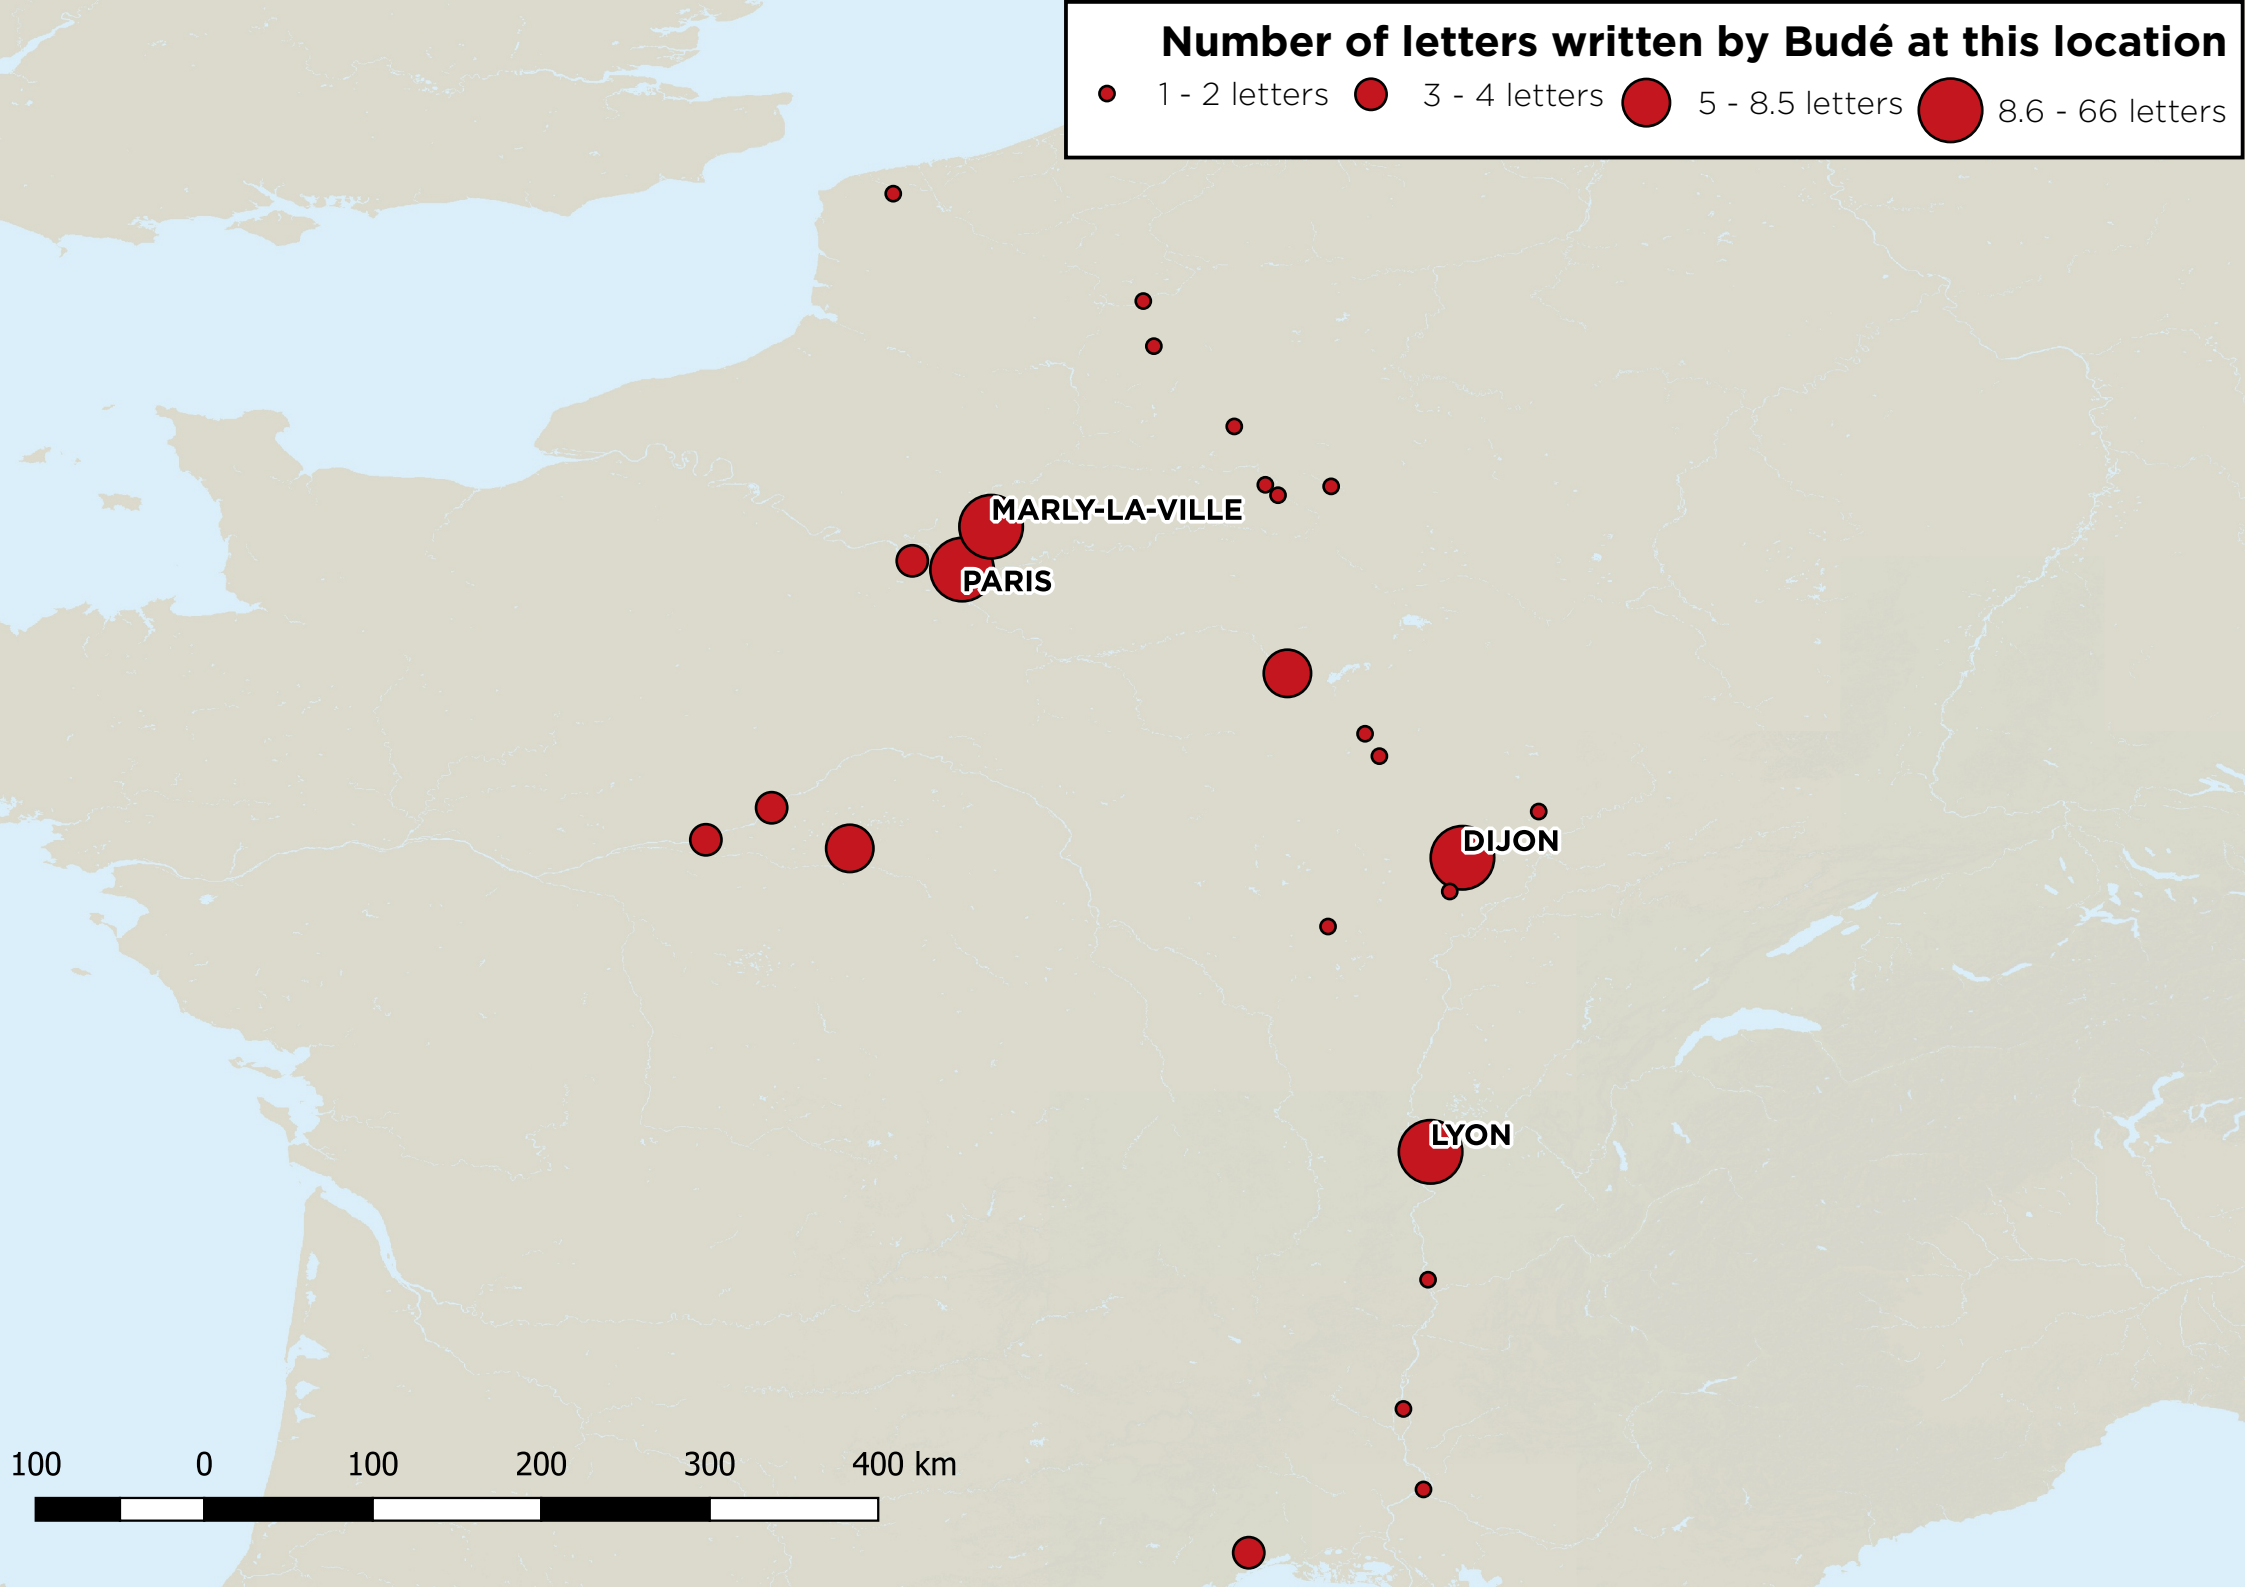 Number of letters written by Budé at this location
1 - 2 letters 3 - 4 letters 5 - 8.5 letters 8.6 - 66 letters
MARLY-LA-VILLE
PARIS
DIJON
LYON
100 0 100 200 300 400 km